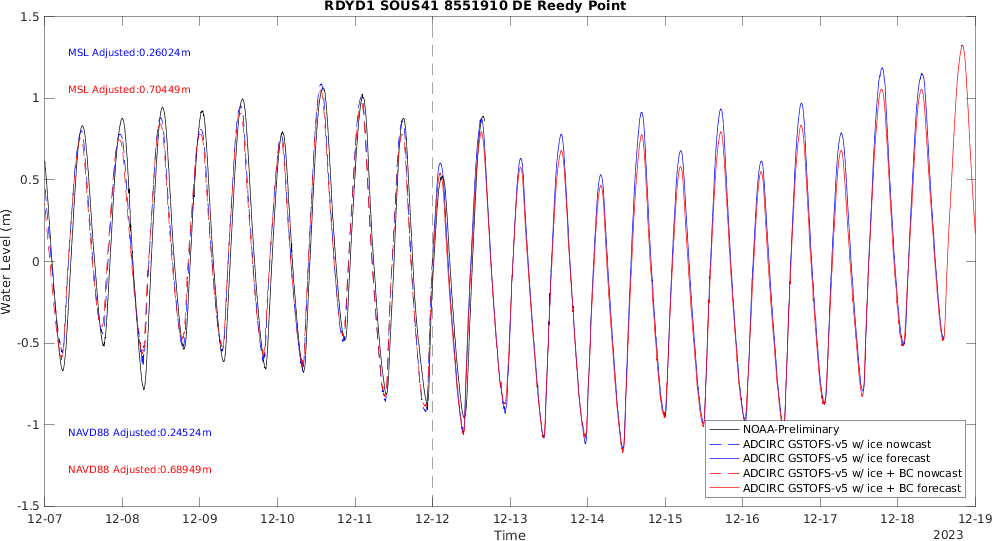 RDYD1 SOUS41 8551910 DE Reedy Point
1.5
1
0.5
0
-0.5
-1
-1.5
Water Level (m)
MSL Adjusted:0.26024m
MSL Adjusted:0.70449m
NAVD88 Adjusted:0.24524m
NAVD88 Adjusted:0.68949m
NOAA-Preliminary
ADCIRC GSTOFS-v5 w/ ice nowcast
ADCIRC GSTOFS-v5 w/ ice forecast
ADCIRC GSTOFS-v5 w/ ice + BC nowcast
ADCIRC GSTOFS-v5 w/ ice + BC forecast
12-07 12-08 12-09 12-10 12-11 12-12 12-13 12-14 12-15 12-16 12-17 12-18 12-19
Time
2023